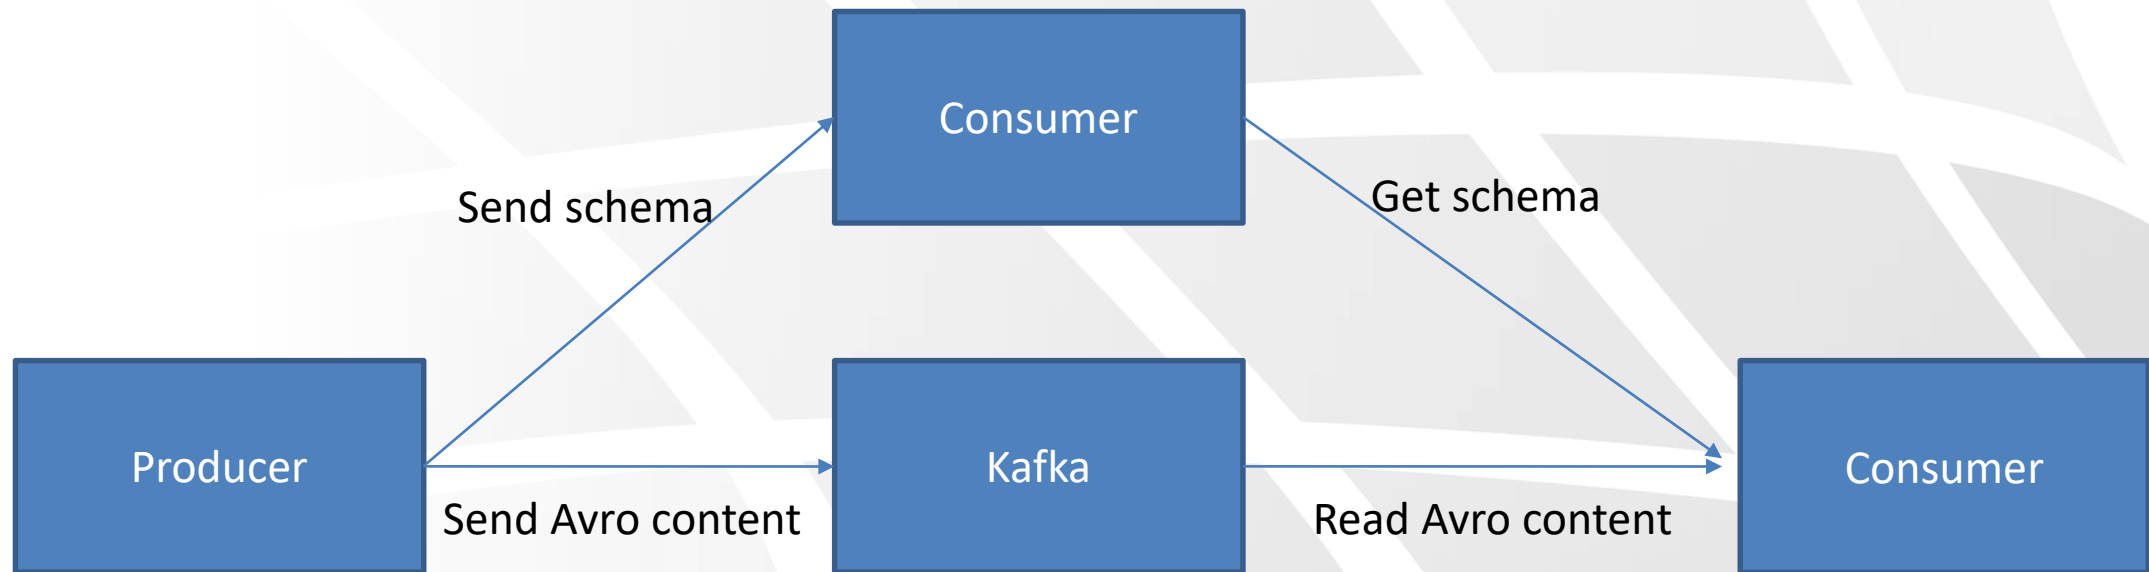 Consumer
Send schema
Get schema
Producer
Kafka
Consumer
Send Avro content
Read Avro content